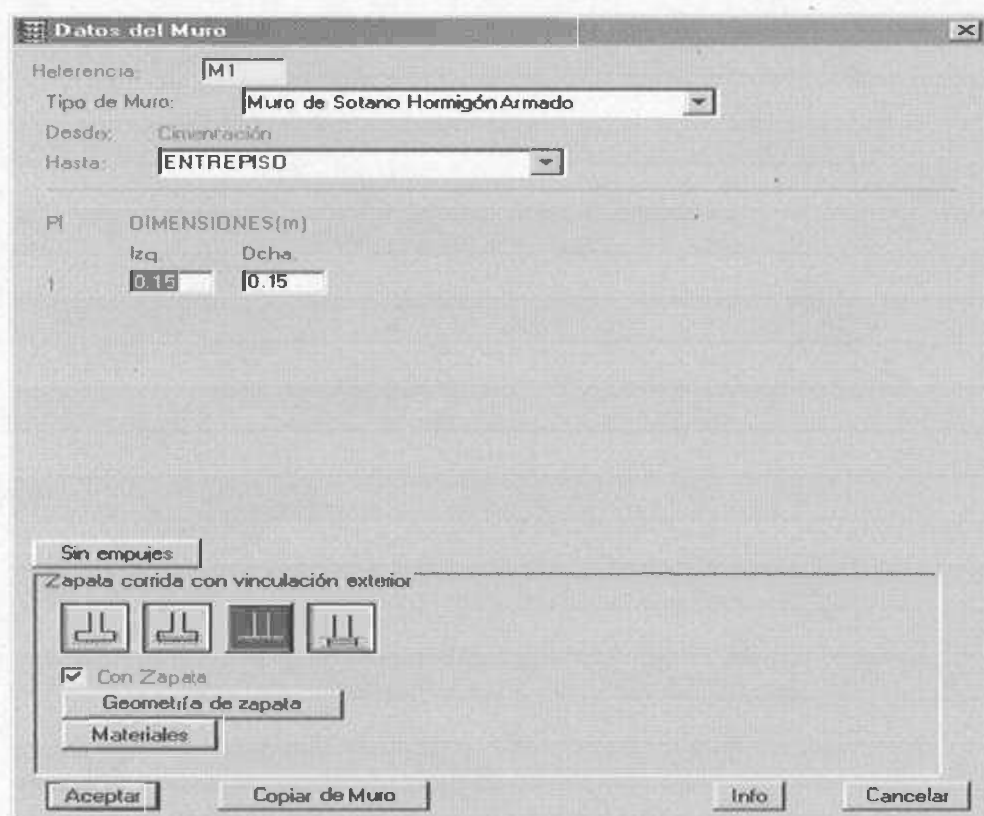 Datos del Muro
Referencia: M1
Tipo de Muro: Muro de Sotano Hormigón Armado
Desde: Cimentación
Hasta: ENTREPISO
Pl DIMENSIONES(m)
Izq. Dcha.
1 0.15 0.15
Sin empujes
Zapata corrida con vinculación exterior
Con Zapata
Geometría de zapata
Materiales
Aceptar Copiar de Muro Info Cancelar